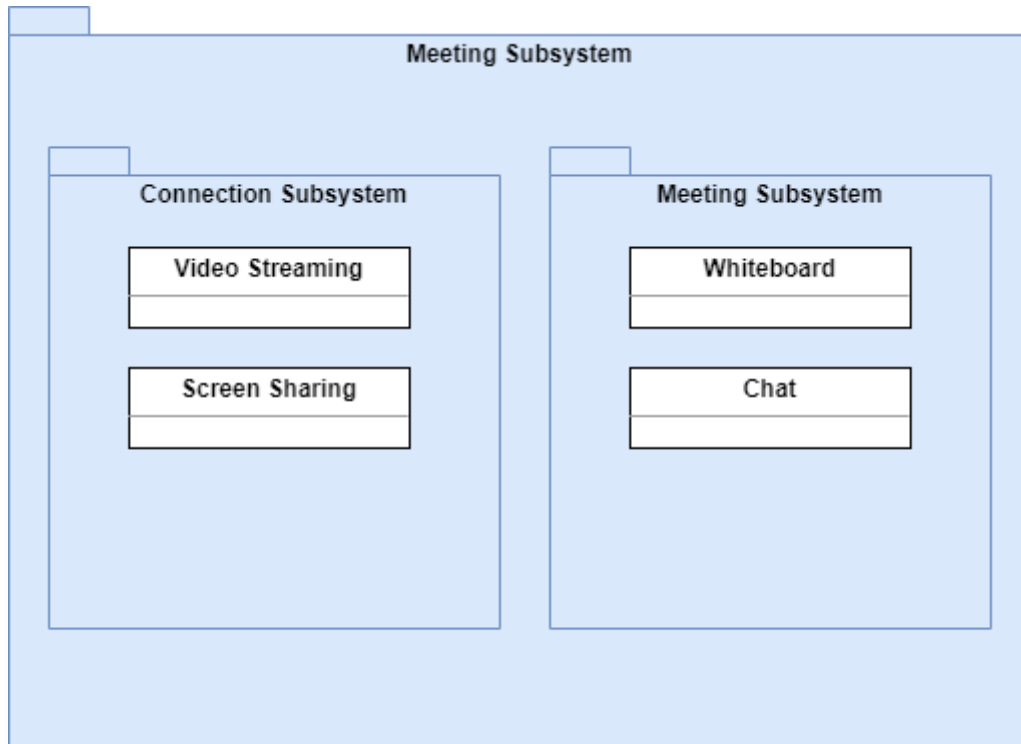 Meeting Subsystem
Connection Subsystem
Video Streaming
Screen Sharing
Meeting Subsystem
Whiteboard
Chat